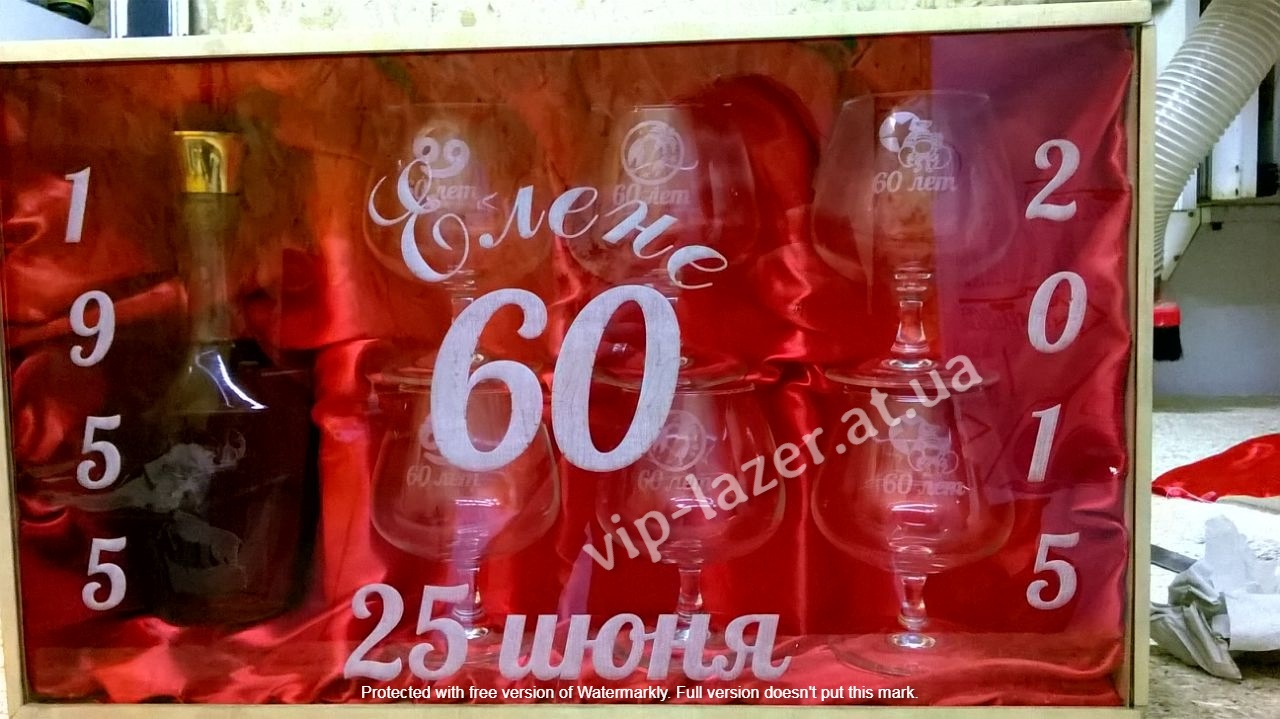 1
9
5
5
Елене
60
25 июня
2
0
1
5
60 лет
60 лет
60 лет
60 лет
60 лет
60 лет
vip-lazer.at.ua
Protected with free version of Watermarkly. Full version doesn't put this mark.